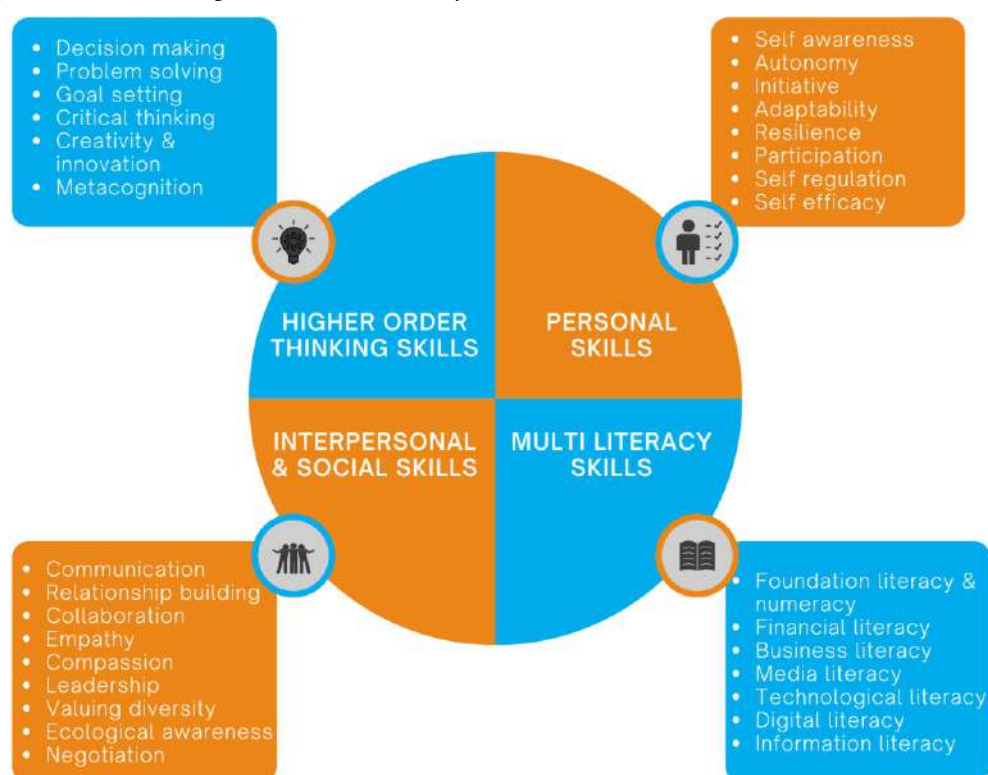 • Decision making
• Problem solving
• Goal setting
• Critical thinking
• Creativity &
innovation
• Metacognition
• Self awareness
• Autonomy
• Initiative
• Adaptability
• Resilience
• Participation
• Self regulation
• Self efficacy
HIGHER ORDER
THINKING SKILLS
PERSONAL
SKILLS
INTERPERSONAL
& SOCIAL SKILLS
MULTI LITERACY
SKILLS
• Communication
• Relationship building
• Collaboration
• Empathy
• Compassion
• Leadership
• Valuing diversity
• Ecological awareness
• Negotiation
• Foundation literacy &
numeracy
• Financial literacy
• Business literacy
• Media literacy
• Technological literacy
• Digital literacy
• Information literacy